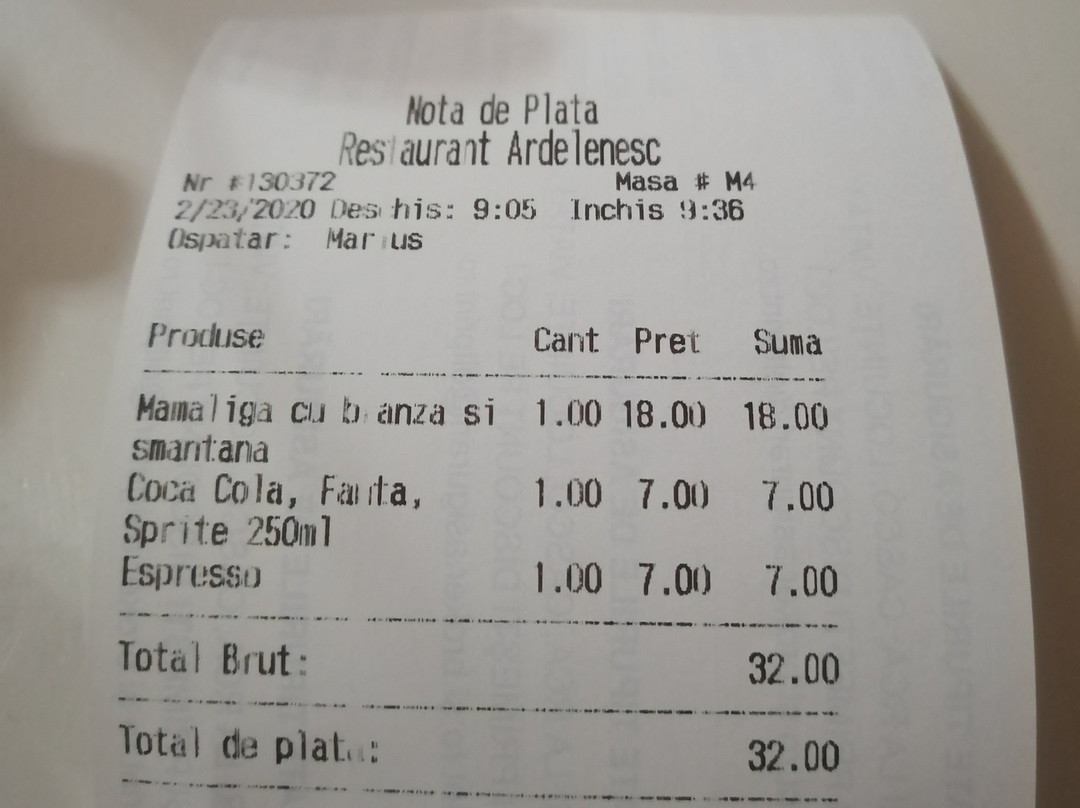 Nota de Plata
Restaurant Ardelenesc
Nr #130372 Masa # M4
2/23/2020 Deschis: 9:05 Inchis 9:36
Ospatar: Marius
Produse Cant Pret Suma
Mamaliga cu branza si 1.00 18.00 18.00
smantana
Coca Cola, Fanta, 1.00 7.00 7.00
Sprite 250ml
Espresso 1.00 7.00 7.00
Total Brut: 32.00
Total de plata: 32.00